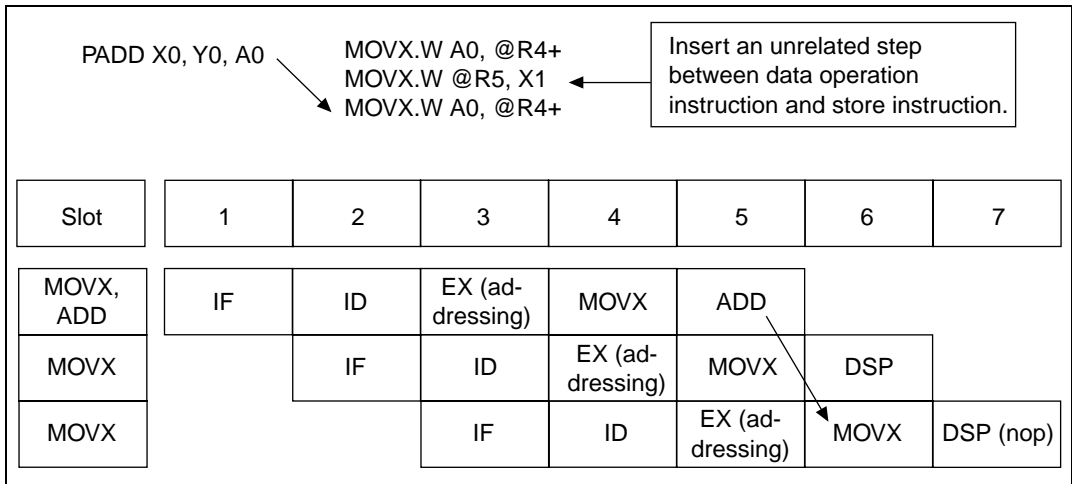 PADD X0, Y0, A0
MOVX.W A0, @R4+
MOVX.W @R5, X1
MOVX.W A0, @R4+
Insert an unrelated step
between data operation
instruction and store instruction.
Slot 1 2 3 4 5 6 7
MOVX,
ADD
IF ID
EX (ad-
dressing)
MOVX ADD
MOVX IF ID
EX (ad-
dressing)
MOVX DSP
MOVX IF ID
EX (ad-
dressing)
MOVX DSP (nop)